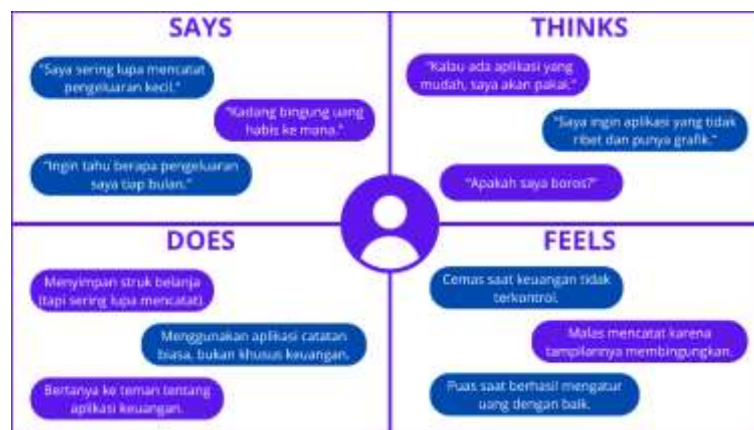 SAYS
"Saya sering lupa mencatat
pengeluaran kecil."
"Kadang bingung uang
habis ke mana."
"Ingin tahu berapa pengeluaran
saya tiap bulan."
THINKS
"Kalau ada aplikasi yang
mudah, saya akan pakai."
"Saya ingin aplikasi yang tidak
ribet dan punya grafik."
"Apakah saya boros?"
DOES
Menyimpan struk belanja
(tapi sering lupa mencatat).
Menggunakan aplikasi catatan
biasa, bukan khusus keuangan.
Bertanya ke teman tentang
aplikasi keuangan.
FEELS
Cemas saat keuangan tidak
terkontrol.
Malas mencatat karena
tampilannya membingungkan.
Puas saat berhasil mengatur
uang dengan baik.